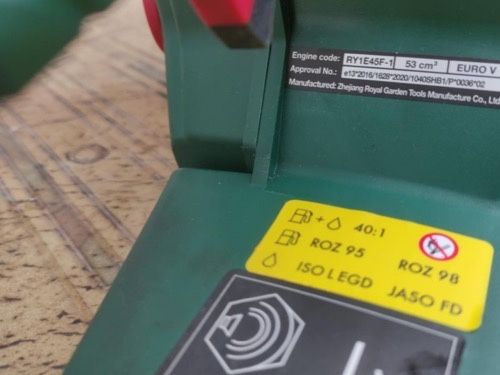 Engine code: RY1E45F-1 53 cm³ EURO V
Approval No.: e13*2016/1628*2020/1040SHB1/P*0036*02
Manufactured: Zhejiang Royal Garden Tools Manufacture Co., Ltd
+ 40:1
ROZ 95 ROZ 98
ISO LEGD JASO FD